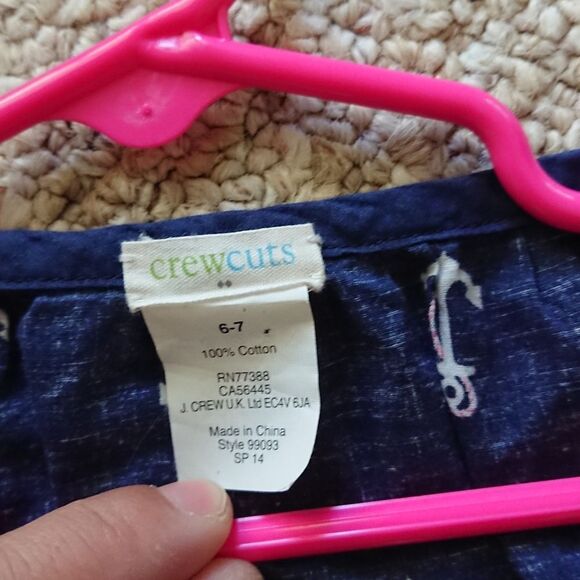 crewcuts
6-7
100% Cotton
RN77388
CA56445
J. CREW U.K. Ltd EC4V 6JA
Made in China
Style 99093
SP 14